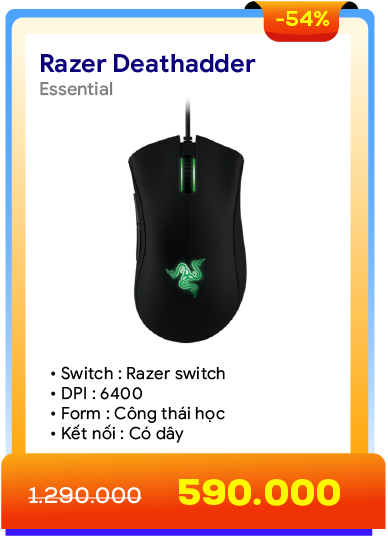 -54%
Razer Deathadder
Essential
• Switch : Razer switch
• DPI : 6400
• Form : Công thái học
• Kết nối : Có dây
1.290.000 590.000